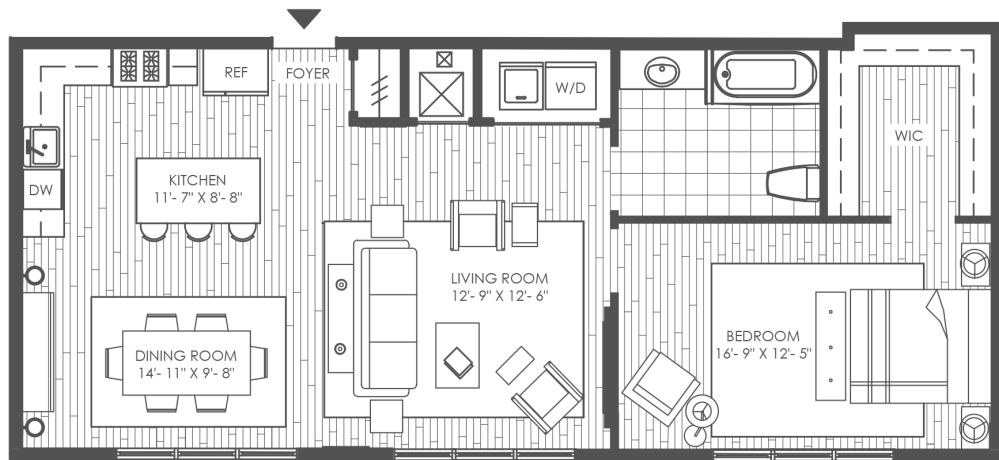 REF
FOYER
W/D
WIC
DW
KITCHEN
11'- 7" X 8'- 8"
LIVING ROOM
12'- 9" X 12'- 6"
BEDROOM
16'- 9" X 12'- 5"
DINING ROOM
14'- 11" X 9'- 8"